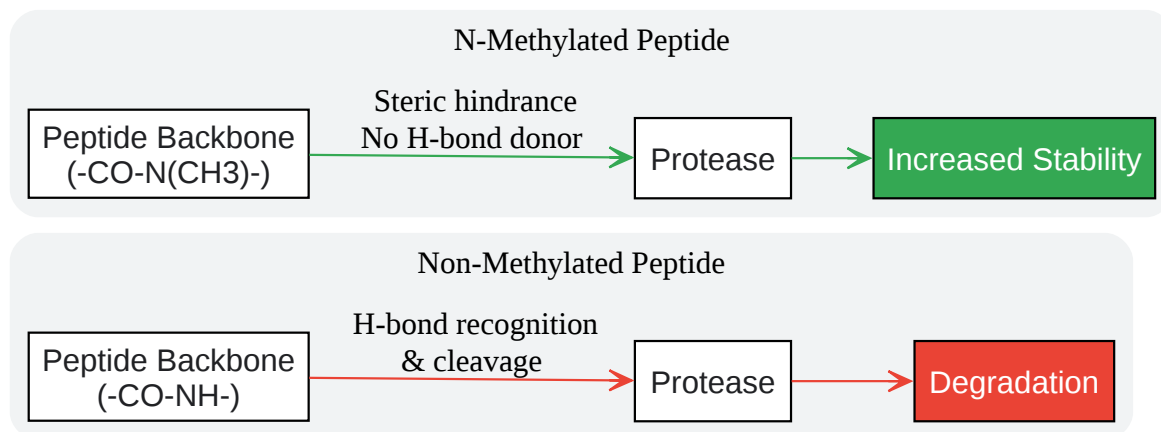 N-Methylated Peptide
Steric hindrance
No H-bond donor
Peptide Backbone
(-CO-N(CH3)-)
Protease
Increased Stability
Non-Methylated Peptide
H-bond recognition
& cleavage
Peptide Backbone
(-CO-NH-)
Protease
Degradation